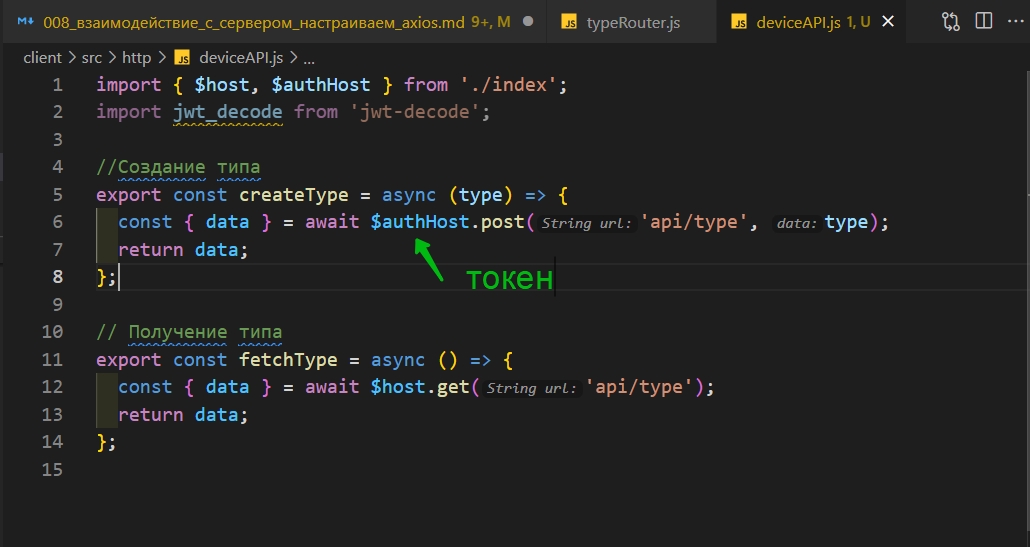 008_взаимодействие_с_сервером_настраиваем_axios.md 9+, M JS typeRouter.js JS deviceAPI.js 1, U
client > src > http > JS deviceAPI.js > ...
1 import { $host, $authHost } from './index';
2 import jwt_decode from 'jwt-decode';
3
4 //Создание типа
5 export const createType = async (type) => {
6 const { data } = await $authHost.post( String url: 'api/type', data: type);
7 return data;
8 };
токен
9
10 // Получение типа
11 export const fetchType = async () => {
12 const { data } = await $host.get( String url: 'api/type');
13 return data;
14 };
15